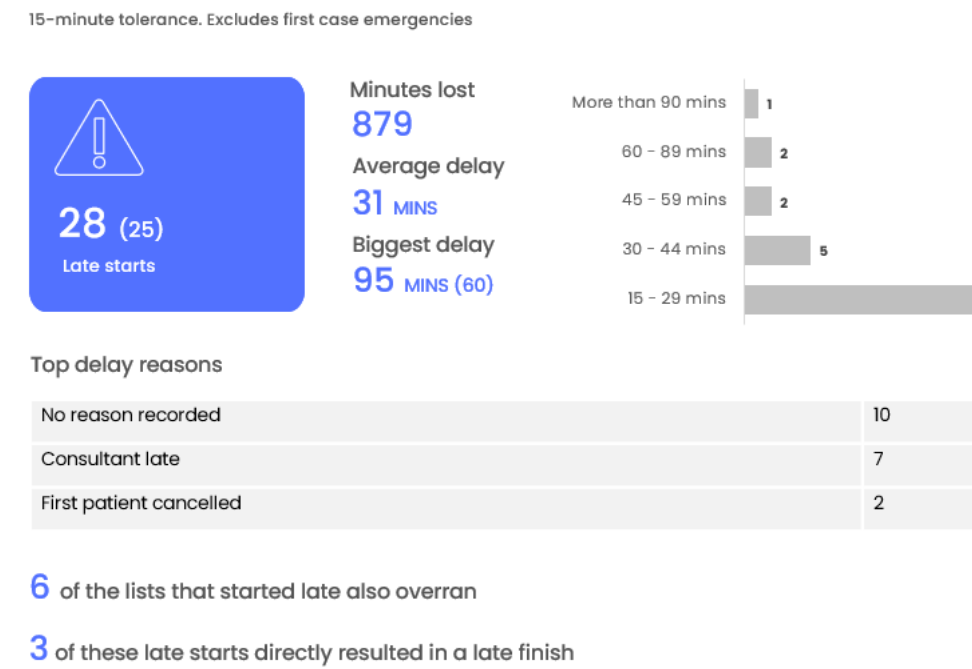 15-minute tolerance. Excludes first case emergencies
28 (25)
Late starts
Minutes lost
879
Average delay
31 MINS
Biggest delay
95 MINS (60)
More than 90 mins 1
60 - 89 mins 2
45 - 59 mins 2
30 - 44 mins 5
15 - 29 mins
Top delay reasons
No reason recorded 10
Consultant late 7
First patient cancelled 2
6 of the lists that started late also overran
3 of these late starts directly resulted in a late finish